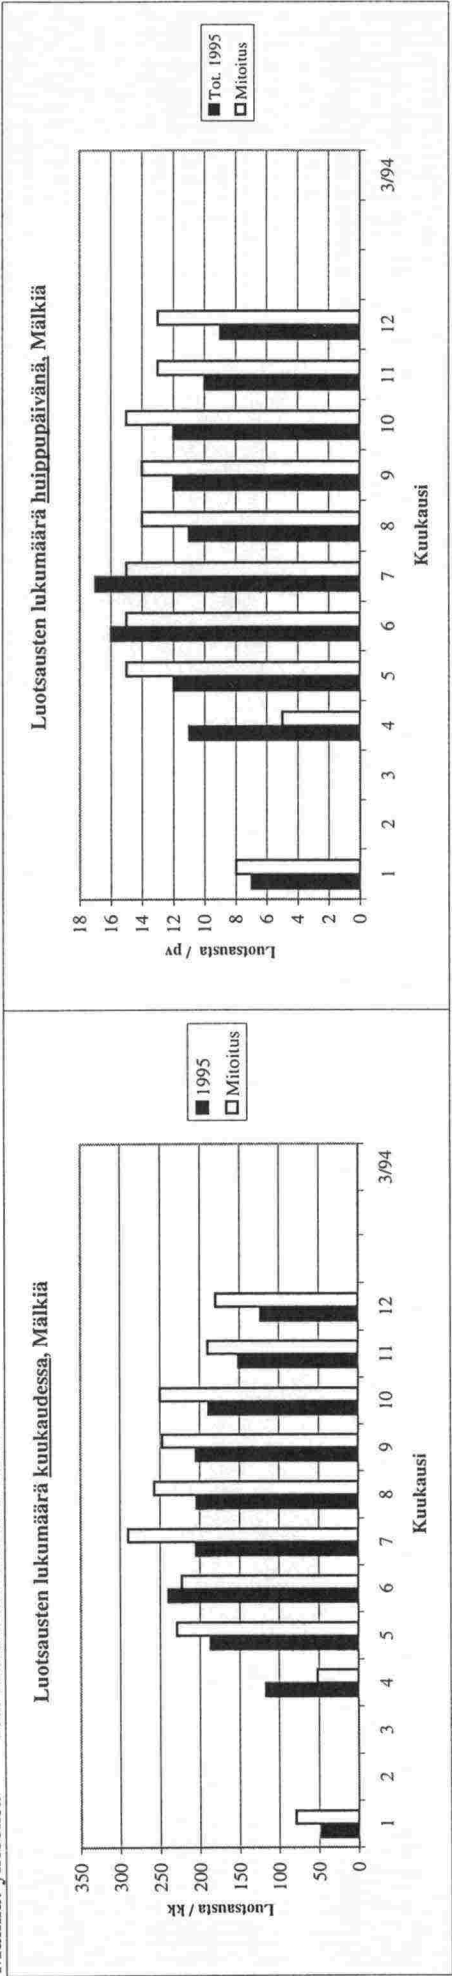 Luotsausten lukumäärä kuukaudessa, Mälkiä
Luotsausta / kk
350
300
250
200
150
100
50
0
1 2 3 4 5 6 7 8 9 10 11 12 3/94
Kuukausi
1995
Mitoitus
Luotsausten lukumäärä huippupäivänä, Mälkiä
Luotsausta / pv
18
16
14
12
10
8
6
4
2
0
1 2 3 4 5 6 7 8 9 10 11 12 3/94
Kuukausi
Tot. 1995
Mitoitus